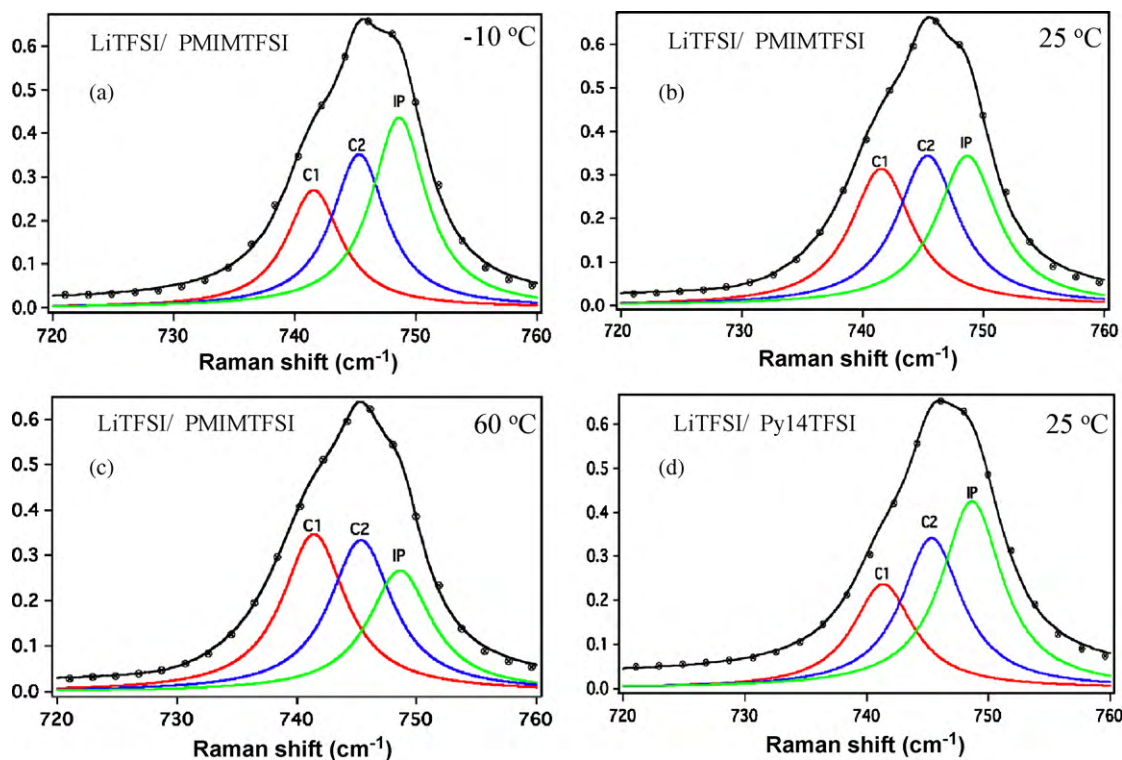 LiTFSI/ PMIMTFSI
-10 °C
(a)
C1
C2
IP
0.6
0.5
0.4
0.3
0.2
0.1
0.0
720
730
740
750
760
Raman shift (cm-1)
LiTFSI/ PMIMTFSI
25 °C
(b)
C1
C2
IP
0.6
0.5
0.4
0.3
0.2
0.1
0.0
720
730
740
750
760
Raman shift (cm-1)
LiTFSI/ PMIMTFSI
60 °C
(c)
C1
C2
IP
0.6
0.5
0.4
0.3
0.2
0.1
0.0
720
730
740
750
760
Raman shift (cm-1)
LiTFSI/ Py14TFSI
25 °C
(d)
C1
C2
IP
0.6
0.5
0.4
0.3
0.2
0.1
0.0
720
730
740
750
760
Raman shift (cm-1)